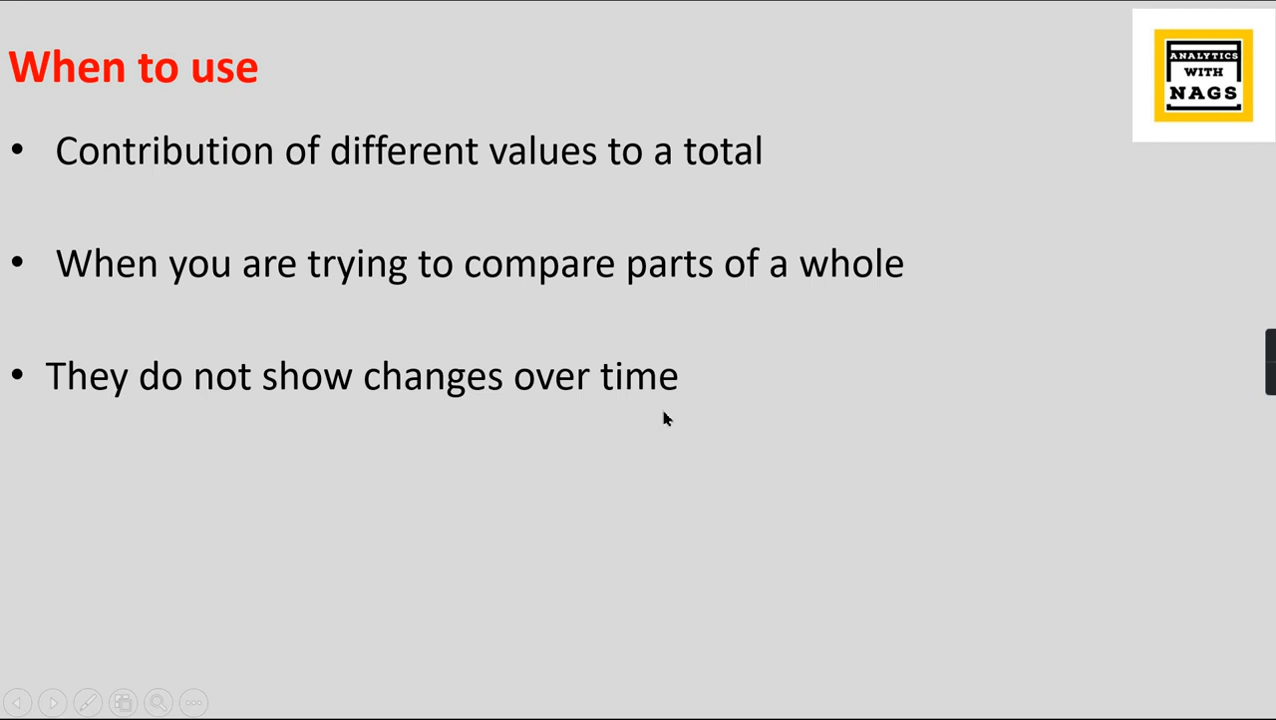 When to use
• Contribution of different values to a total
• When you are trying to compare parts of a whole
• They do not show changes over time
ANALYTICS
WITH
NAGS